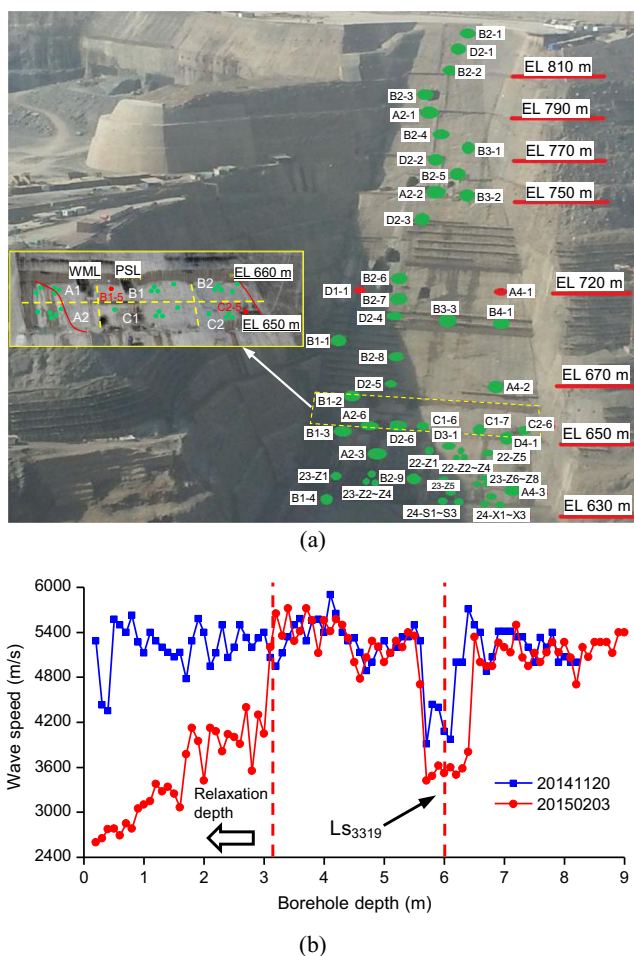 B2-1
D2-1
B2-2
EL 810 m
B2-3
A2-1
EL 790 m
B2-4
B3-1
D2-2
EL 770 m
B2-5
A2-2
B3-2
EL 750 m
D2-3
WML
PSL
EL 660 m
A1
B1-5
B1
B2
A2
C1
C2-5
C2
EL 650 m
B2-6
D1-1
B2-7
A4-1
EL 720 m
D2-4
B3-3
B4-1
B1-1
B2-8
D2-5
A4-2
EL 670 m
B1-2
A2-6
C1-6
C1-7
C2-6
B1-3
D2-6
D3-1
D4-1
EL 650 m
A2-3
22-Z1
22-Z2~Z4
22-Z5
23-Z1
B2-9
23-Z5
23-Z6~Z8
B1-4
23-Z2~Z4
A4-3
24-S1~S3
24-X1~X3
EL 630 m
(a)
6000
5400
4800
4200
3600
3000
2400
Wave speed (m/s)
Relaxation
depth
Ls3319
20141120
20150203
0 1 2 3 4 5 6 7 8 9
Borehole depth (m)
(b)